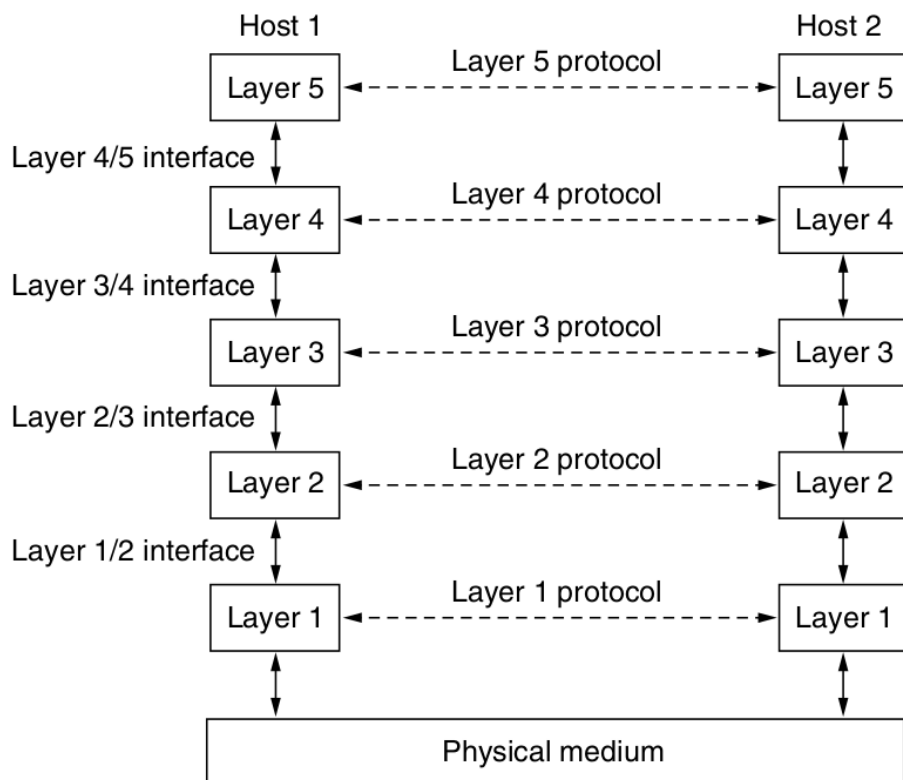 Host 1
Host 2
Layer 5 protocol
Layer 5
Layer 5
Layer 4/5 interface
Layer 4 protocol
Layer 4
Layer 4
Layer 3/4 interface
Layer 3 protocol
Layer 3
Layer 3
Layer 2/3 interface
Layer 2 protocol
Layer 2
Layer 2
Layer 1/2 interface
Layer 1 protocol
Layer 1
Layer 1
Physical medium